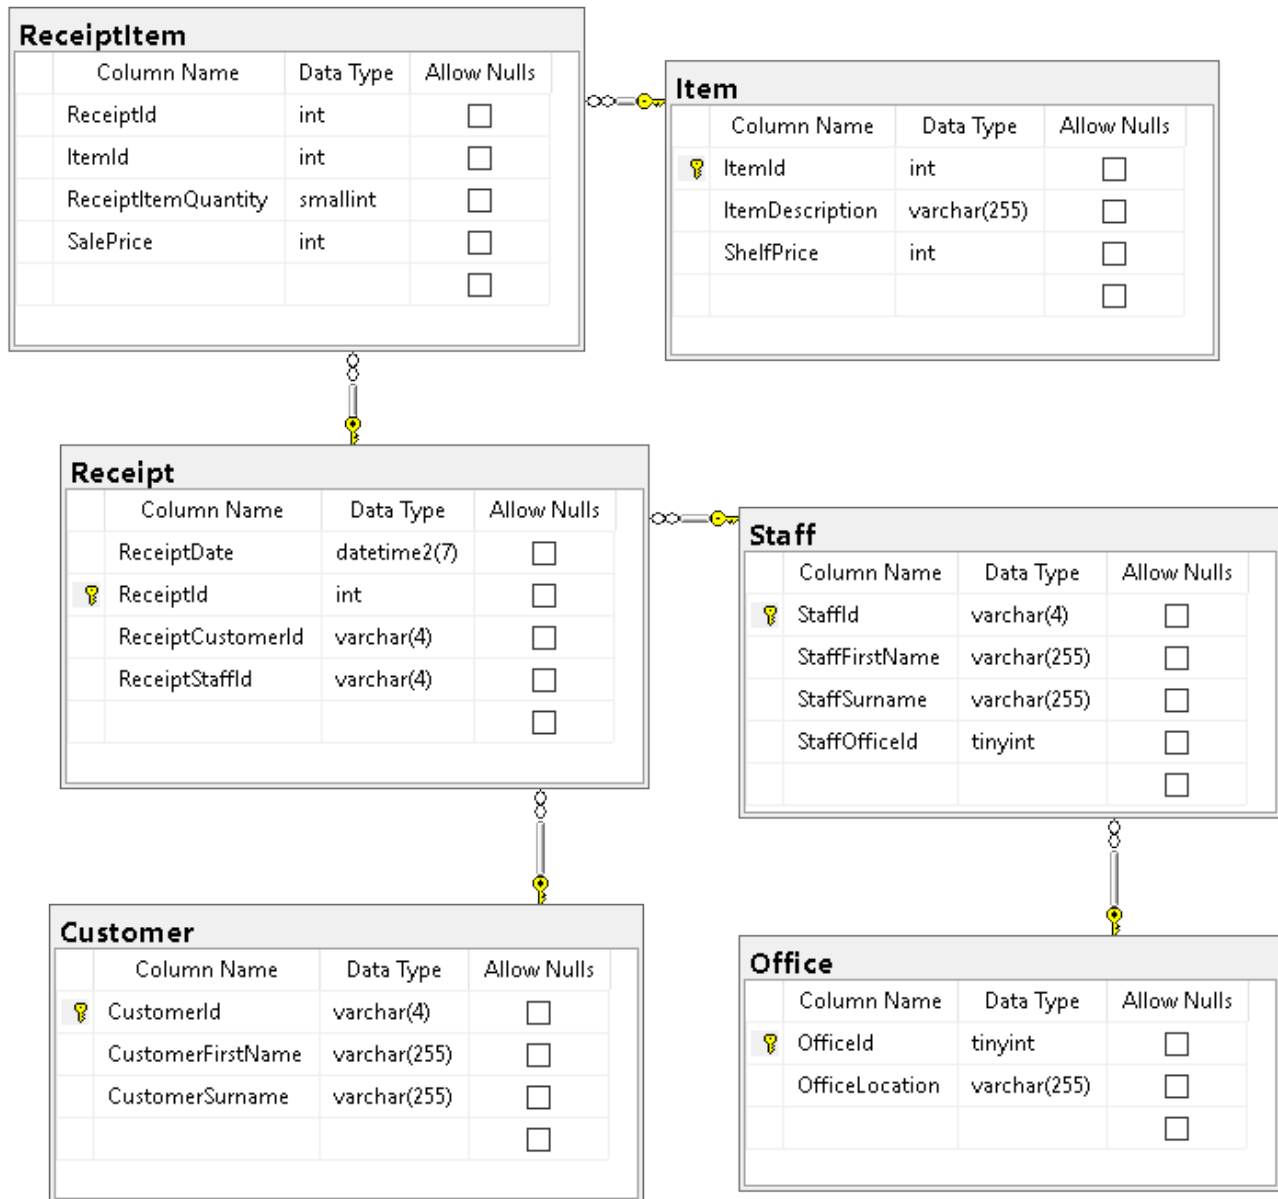 ReceiptItem
Column Name Data Type Allow Nulls
ReceiptId int
ItemId int
ReceiptItemQuantity smallint
SalePrice int
Item
Column Name Data Type Allow Nulls
ItemId int
ItemDescription varchar(255)
ShelfPrice int
Receipt
Column Name Data Type Allow Nulls
ReceiptDate datetime2(7)
ReceiptId int
ReceiptCustomerId varchar(4)
ReceiptStaffId varchar(4)
Staff
Column Name Data Type Allow Nulls
StaffId varchar(4)
StaffFirstName varchar(255)
StaffSurname varchar(255)
StaffOfficeId tinyint
Customer
Column Name Data Type Allow Nulls
CustomerId varchar(4)
CustomerFirstName varchar(255)
CustomerSurname varchar(255)
Office
Column Name Data Type Allow Nulls
OfficeId tinyint
OfficeLocation varchar(255)